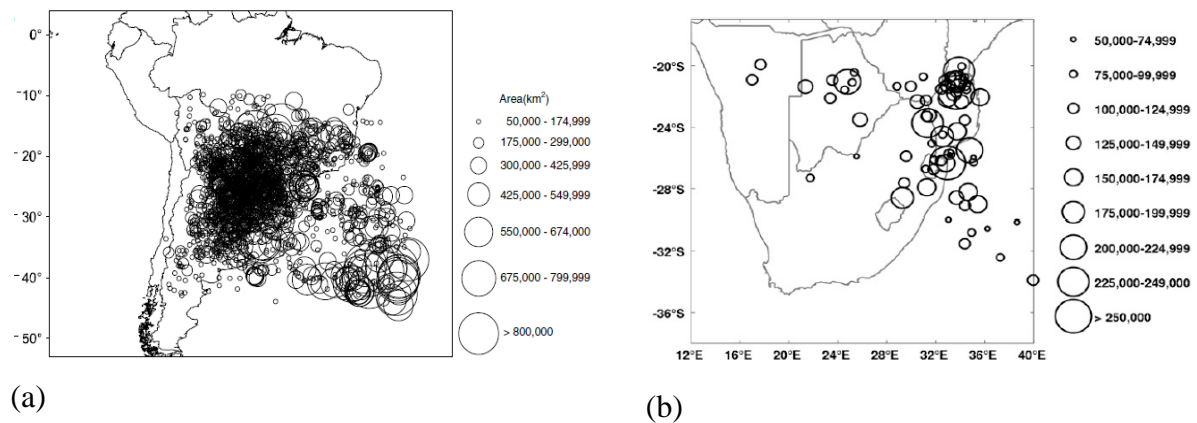 0°
10°
20°
30°
40°
50°
Area(km²)
50,000 - 174,999
175,000 - 299,000
300,000 - 425,999
425,000 - 549,999
550,000 - 674,000
675,000 - 799,999
> 800,000
(a)
-20°S
-24°S
-28°S
-32°S
-36°S
12°E
16°E
20°E
24°E
28°E
32°E
36°E
40°E
50,000-74,999
75,000-99,999
100,000-124,999
125,000-149,999
150,000-174,999
175,000-199,999
200,000-224,999
225,000-249,000
> 250,000
(b)